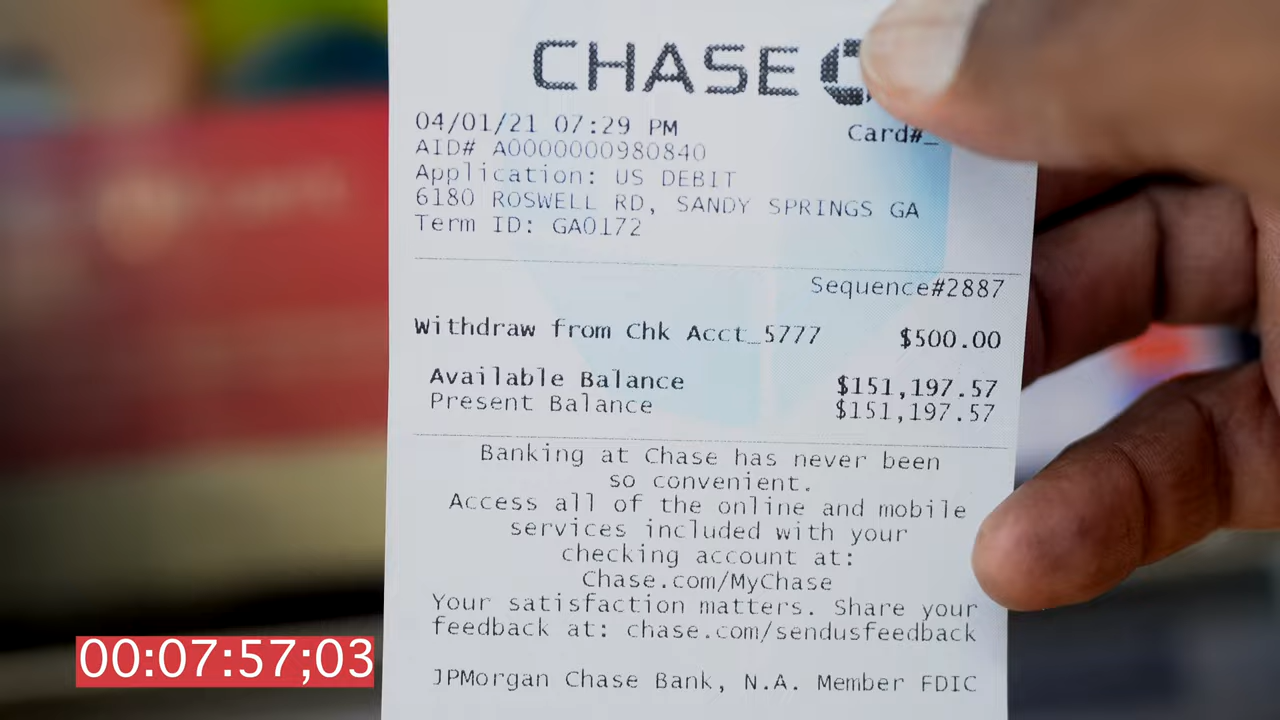 CHASE
04/01/21 07:29 PM Card#_
AID# A0000000980840
Application: US DEBIT
6180 ROSWELL RD, SANDY SPRINGS GA
Term ID: GA0172
Sequence#2887
Withdraw from Chk Acct_5777 $500.00
Available Balance $151,197.57
Present Balance $151,197.57
Banking at Chase has never been
so convenient.
Access all of the online and mobile
services included with your
checking account at:
Chase.com/MyChase
Your satisfaction matters. Share your
feedback at: chase.com/sendusfeedback
JPMorgan Chase Bank, N.A. Member FDIC
00:07:57;03